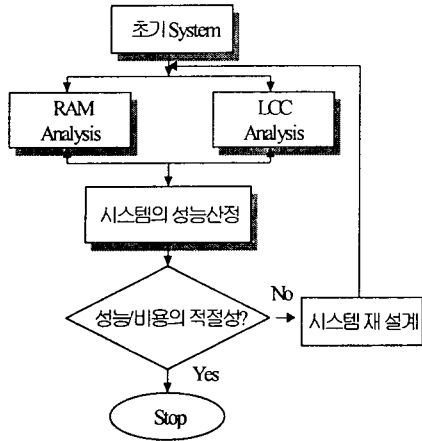 초기 System
RAM
Analysis
LCC
Analysis
시스템의 성능산정
성능/비용의 적절성?
No
시스템 재 설계
Yes
Stop